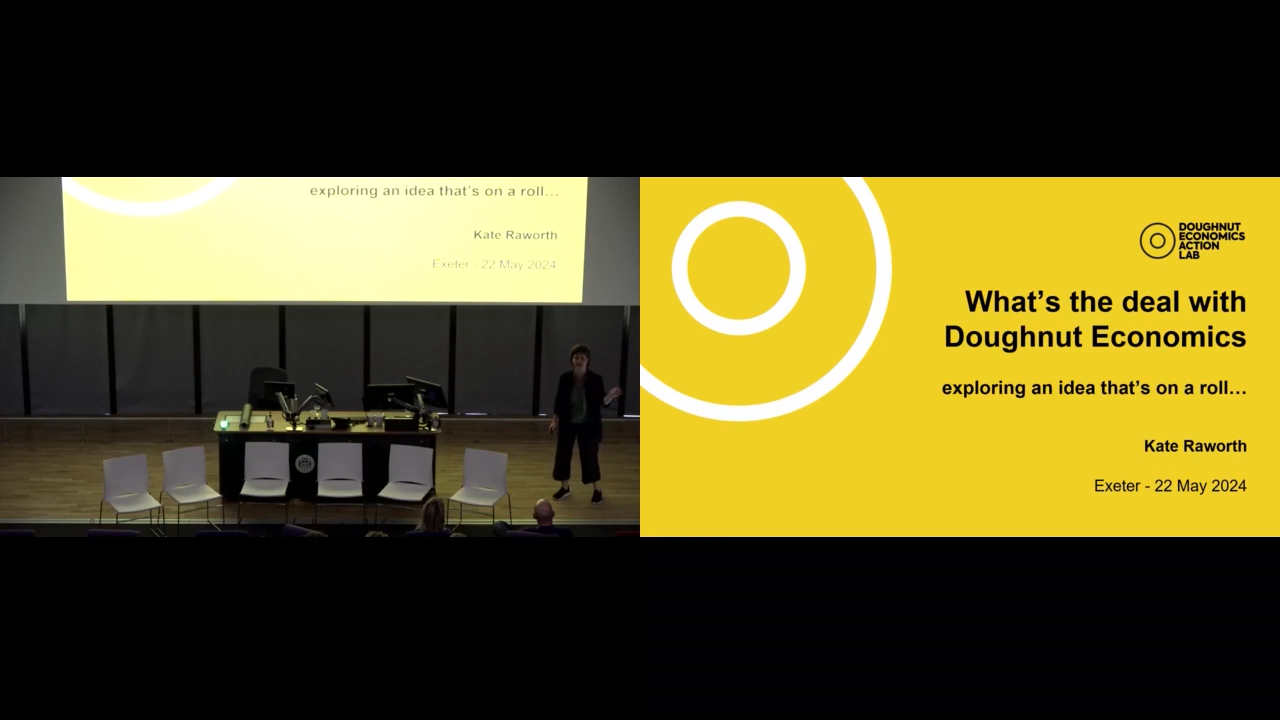 exploring an idea that's on a roll...
Kate Raworth
Exeter - 22 May 2024
DOUGHNUT
ECONOMICS
ACTION
LAB
What's the deal with
Doughnut Economics
exploring an idea that's on a roll...
Kate Raworth
Exeter - 22 May 2024